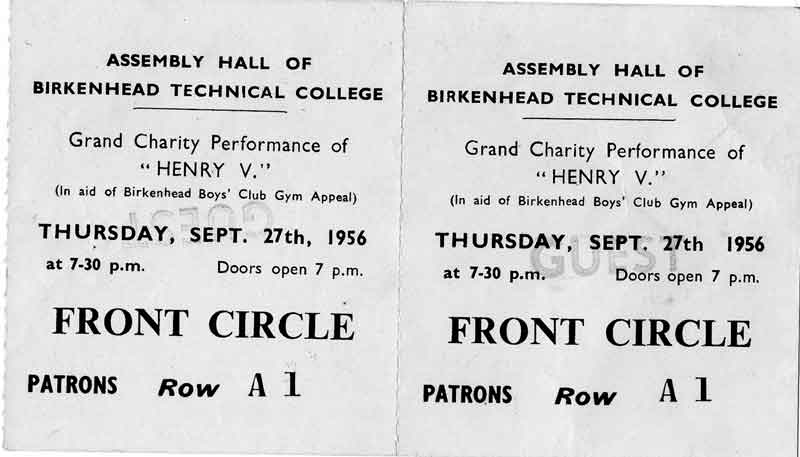 ASSEMBLY HALL OF
BIRKENHEAD TECHNICAL COLLEGE
Grand Charity Performance of
"HENRY V."
(In aid of Birkenhead Boys' Club Gym Appeal)
GUEST
THURSDAY, SEPT. 27th, 1956
at 7-30 p.m. Doors open 7 p.m.
FRONT CIRCLE
PATRONS Row A 1
ASSEMBLY HALL OF
BIRKENHEAD TECHNICAL COLLEGE
Grand Charity Performance of
"HENRY V."
(In aid of Birkenhead Boys' Club Gym Appeal)
THURSDAY, SEPT. 27th 1956
GUEST
at 7-30 p.m. Doors open 7 p.m.
FRONT CIRCLE
PATRONS Row A 1